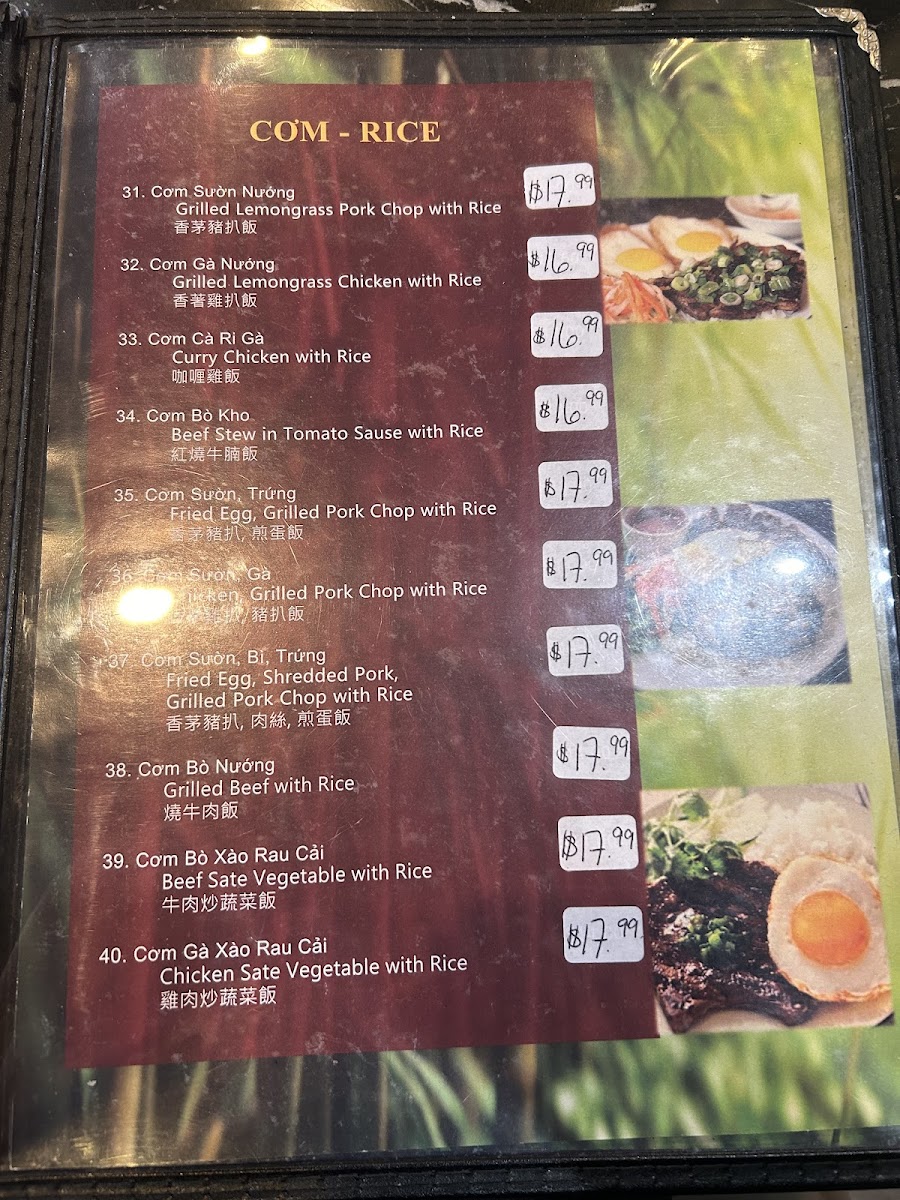 CƠM - RICE
31. Cơm Sườn Nướng
Grilled Lemongrass Pork Chop with Rice
香茅豬扒飯
$17.99
32. Cơm Gà Nướng
Grilled Lemongrass Chicken with Rice
香著雞扒飯
$16.99
33. Cơm Cà Ri Gà
Curry Chicken with Rice
咖喱雞飯
$16.99
34. Cơm Bò Kho
Beef Stew in Tomato Sause with Rice
紅燒牛腩飯
$16.99
35. Cơm Sườn, Trứng
Fried Egg, Grilled Pork Chop with Rice
香茅豬扒, 煎蛋飯
$17.99
36. Cơm Sườn, Gà
Chicken, Grilled Pork Chop with Rice
豬扒飯
$17.99
37. Cơm Sườn, Bì, Trứng
Fried Egg, Shredded Pork,
Grilled Pork Chop with Rice
香茅豬扒, 肉絲, 煎蛋飯
$17.99
38. Cơm Bò Nướng
Grilled Beef with Rice
燒牛肉飯
$17.99
39. Cơm Bò Xào Rau Cải
Beef Sate Vegetable with Rice
牛肉炒蔬菜飯
$17.99
40. Cơm Gà Xào Rau Cải
Chicken Sate Vegetable with Rice
雞肉炒蔬菜飯
$17.99